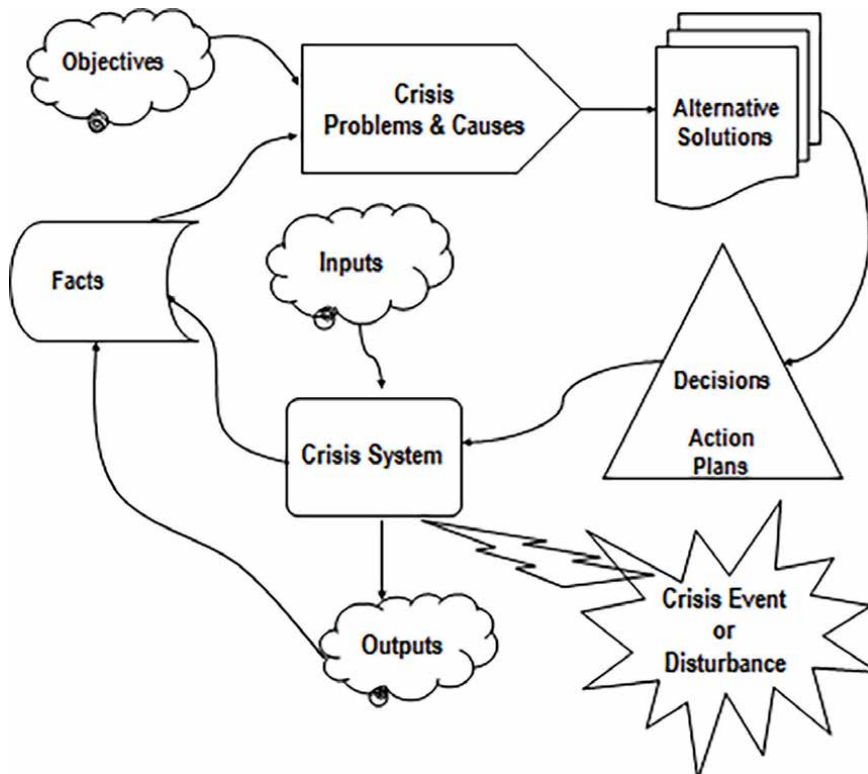 Objectives
Crisis
Problems & Causes
Alternative
Solutions
Facts
Inputs
Decisions
Action
Plans
Crisis System
Crisis Event
or
Disturbance
Outputs